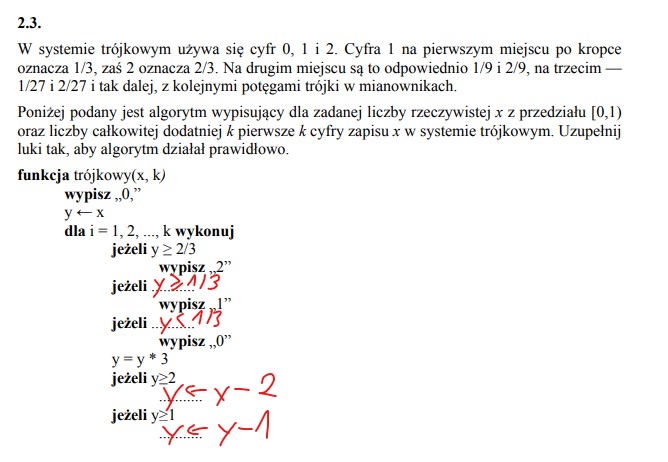 2.3.
W systemie trójkowym używa się cyfr 0, 1 i 2. Cyfra 1 na pierwszym miejscu po kropce
oznacza 1/3, zaś 2 oznacza 2/3. Na drugim miejscu są to odpowiednio 1/9 i 2/9, na trzecim —
1/27 i 2/27 i tak dalej, z kolejnymi potęgami trójki w mianownikach.
Poniżej podany jest algorytm wypisujący dla zadanej liczby rzeczywistej x z przedziału [0,1)
oraz liczby całkowitej dodatniej k pierwsze k cyfry zapisu x w systemie trójkowym. Uzupełnij
luki tak, aby algorytm działał prawidłowo.
funkcja trójkowy(x, k)
wypisz „0,”
y ← x
dla i = 1, 2, ..., k wykonuj
jeżeli y ≥ 2/3
wypisz „2”
jeżeli y ≥ 1/3
wypisz „1”
jeżeli y < 1/3
wypisz „0”
y = y * 3
jeżeli y≥2
y ← x - 2
jeżeli y≥1
y ← y - 1